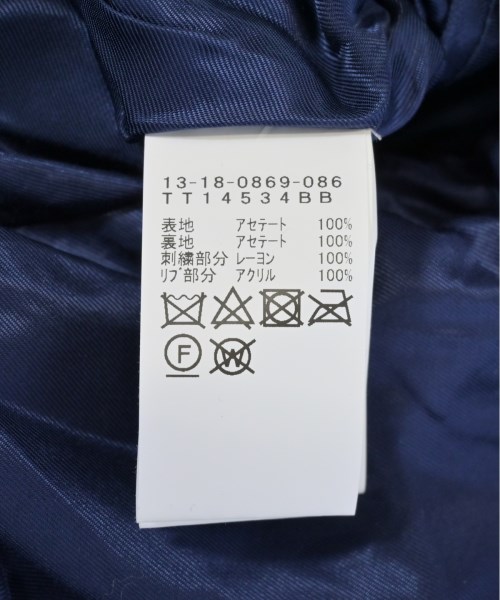 13-18-0869-086
TT14534BB
表地 アセテート 100%
裏地 アセテート 100%
刺繍部分 レーヨン 100%
リブ部分 アクリル 100%
F W